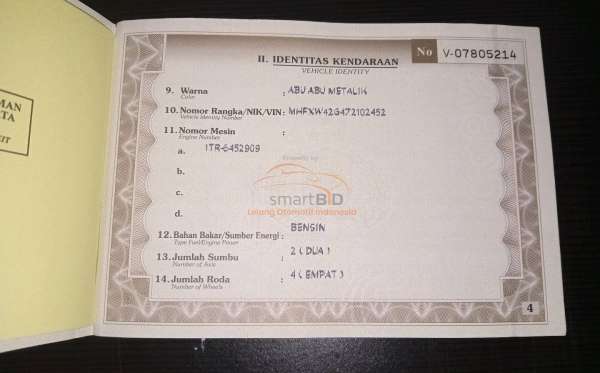 No V-07805214
II. IDENTITAS KENDARAAN
VEHICLE IDENTITY
9. Warna : ABU ABU METALIK
Color
10. Nomor Rangka/NIK/VIN : MHFXW42G472102452
Vehicle Identity Number
11. Nomor Mesin :
Engine Number
a. 1TR-6452909
b.
Powered by
c.
smartBID
Lelang Otomotif Indonesia
d.
12. Bahan Bakar/Sumber Energi : BENSIN
Type Fuel/Engine Power
13. Jumlah Sumbu : 2 ( DUA )
Number of Axle
14. Jumlah Roda : 4 ( EMPAT )
Number of Wheels
4